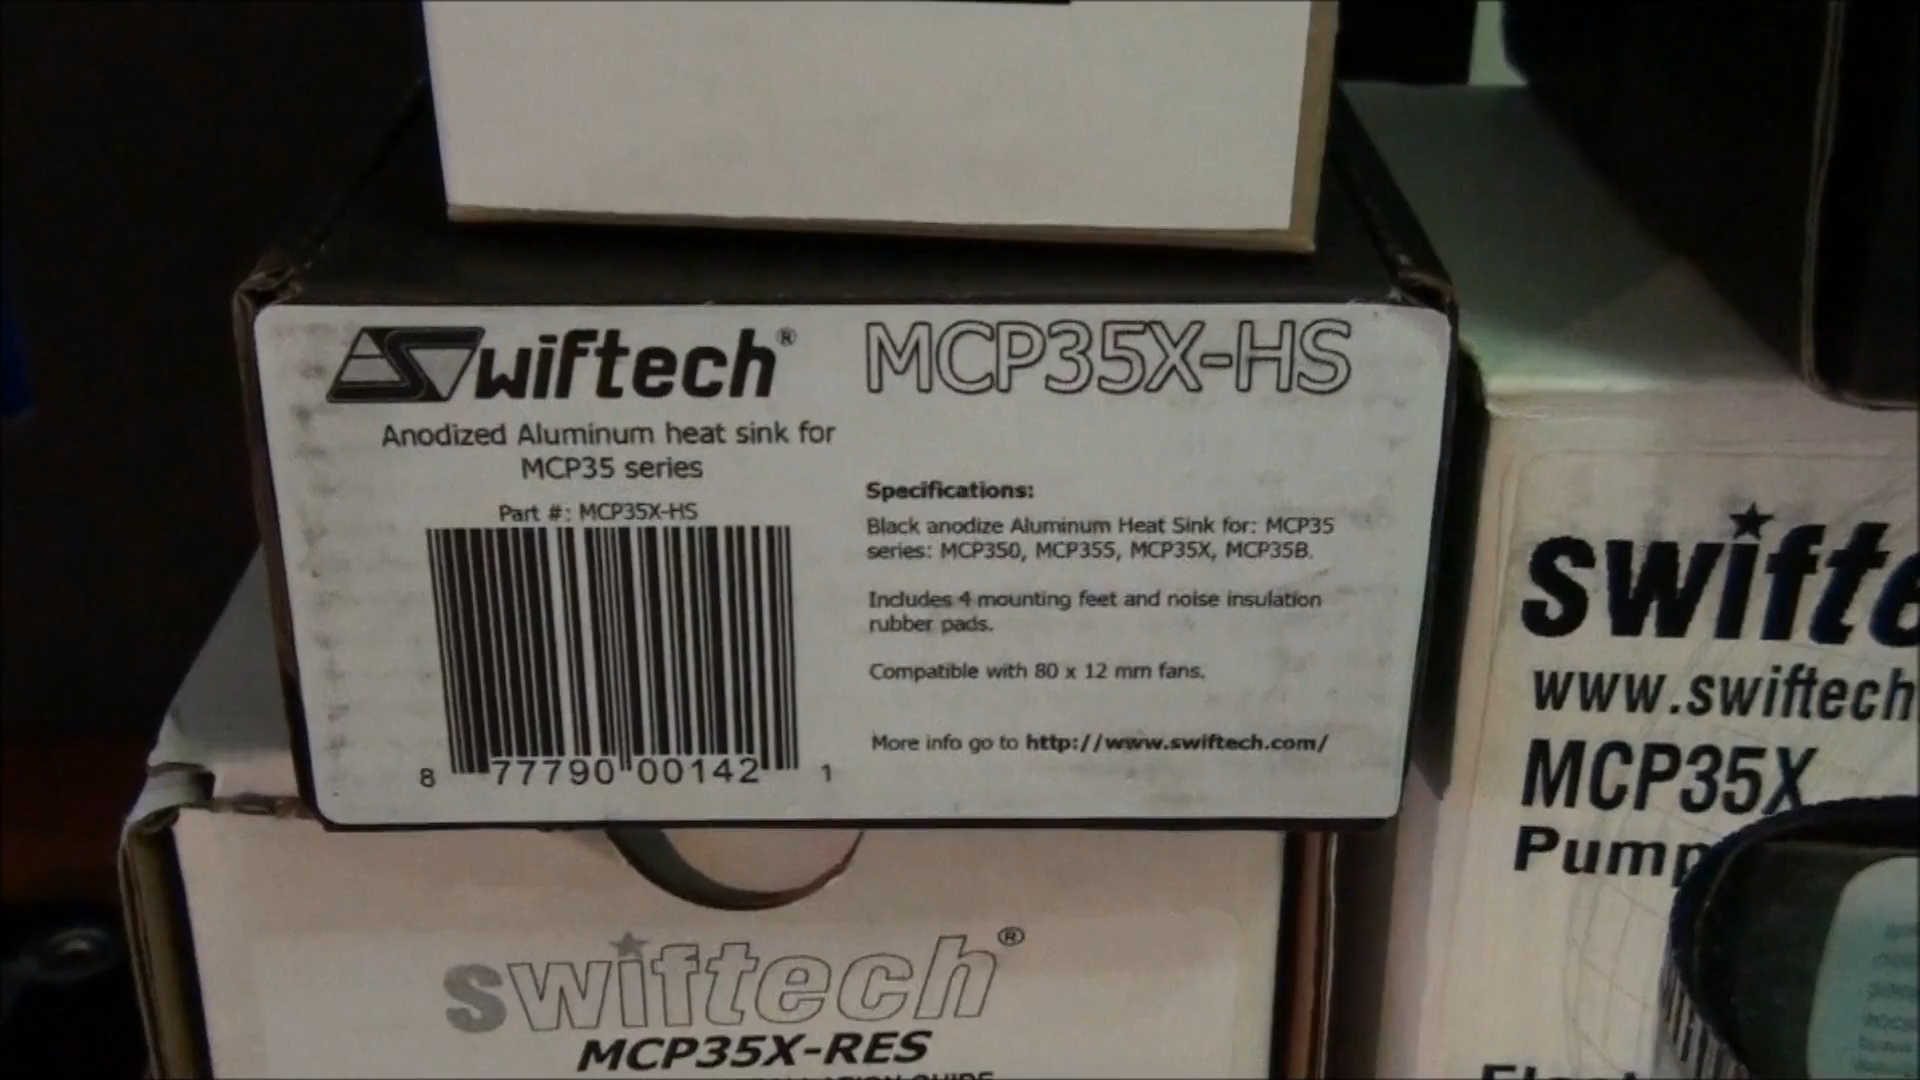 Swiftech®
MCP35X-HS
Anodized Aluminum heat sink for
MCP35 series
Part #: MCP35X-HS
8 77790 00142 1
Specifications:
Black anodize Aluminum Heat Sink for: MCP35
series: MCP350, MCP355, MCP35X, MCP35B.
Includes 4 mounting feet and noise insulation
rubber pads.
Compatible with 80 x 12 mm fans.
More info go to http://www.swiftech.com/
swiftech®
MCP35X-RES
GUIDE
swifte
www.swiftech
MCP35X
Pump